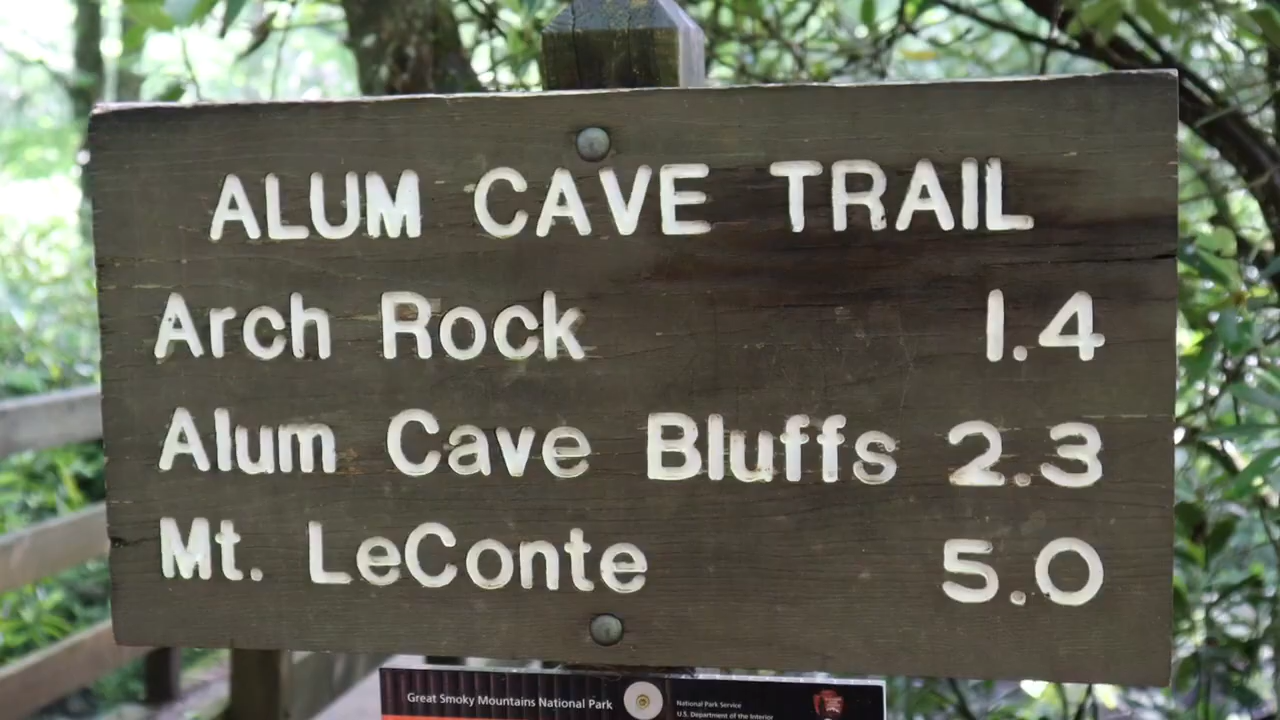 ALUM CAVE TRAIL
Arch Rock 1.4
Alum Cave Bluffs 2.3
Mt. LeConte 5.0
Great Smoky Mountains National Park
National Park Service
U.S. Department of the Interior